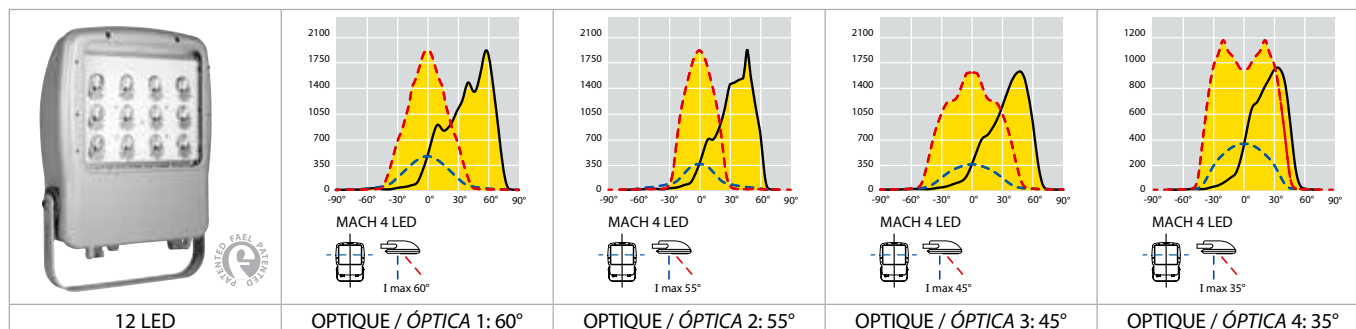 PATENTED FAEL PATENTED
12 LED
2100
1750
1400
1050
700
350
0
-90 -60 -30 0° 30 60 90°
MACH 4 LED
I max 60°
OPTIQUE / ÓPTICA 1: 60°
2100
1750
1400
1050
700
350
0
-90 -60 -30 0° 30 60 90°
MACH 4 LED
I max 55°
OPTIQUE / ÓPTICA 2: 55°
2100
1750
1400
1050
700
350
0
-90 -60 -30 0° 30 60 90°
MACH 4 LED
I max 45°
OPTIQUE / ÓPTICA 3: 45°
1200
1000
800
600
400
200
0
-90 -60 -30 0° 30 60 90°
MACH 4 LED
I max 35°
OPTIQUE / ÓPTICA 4: 35°